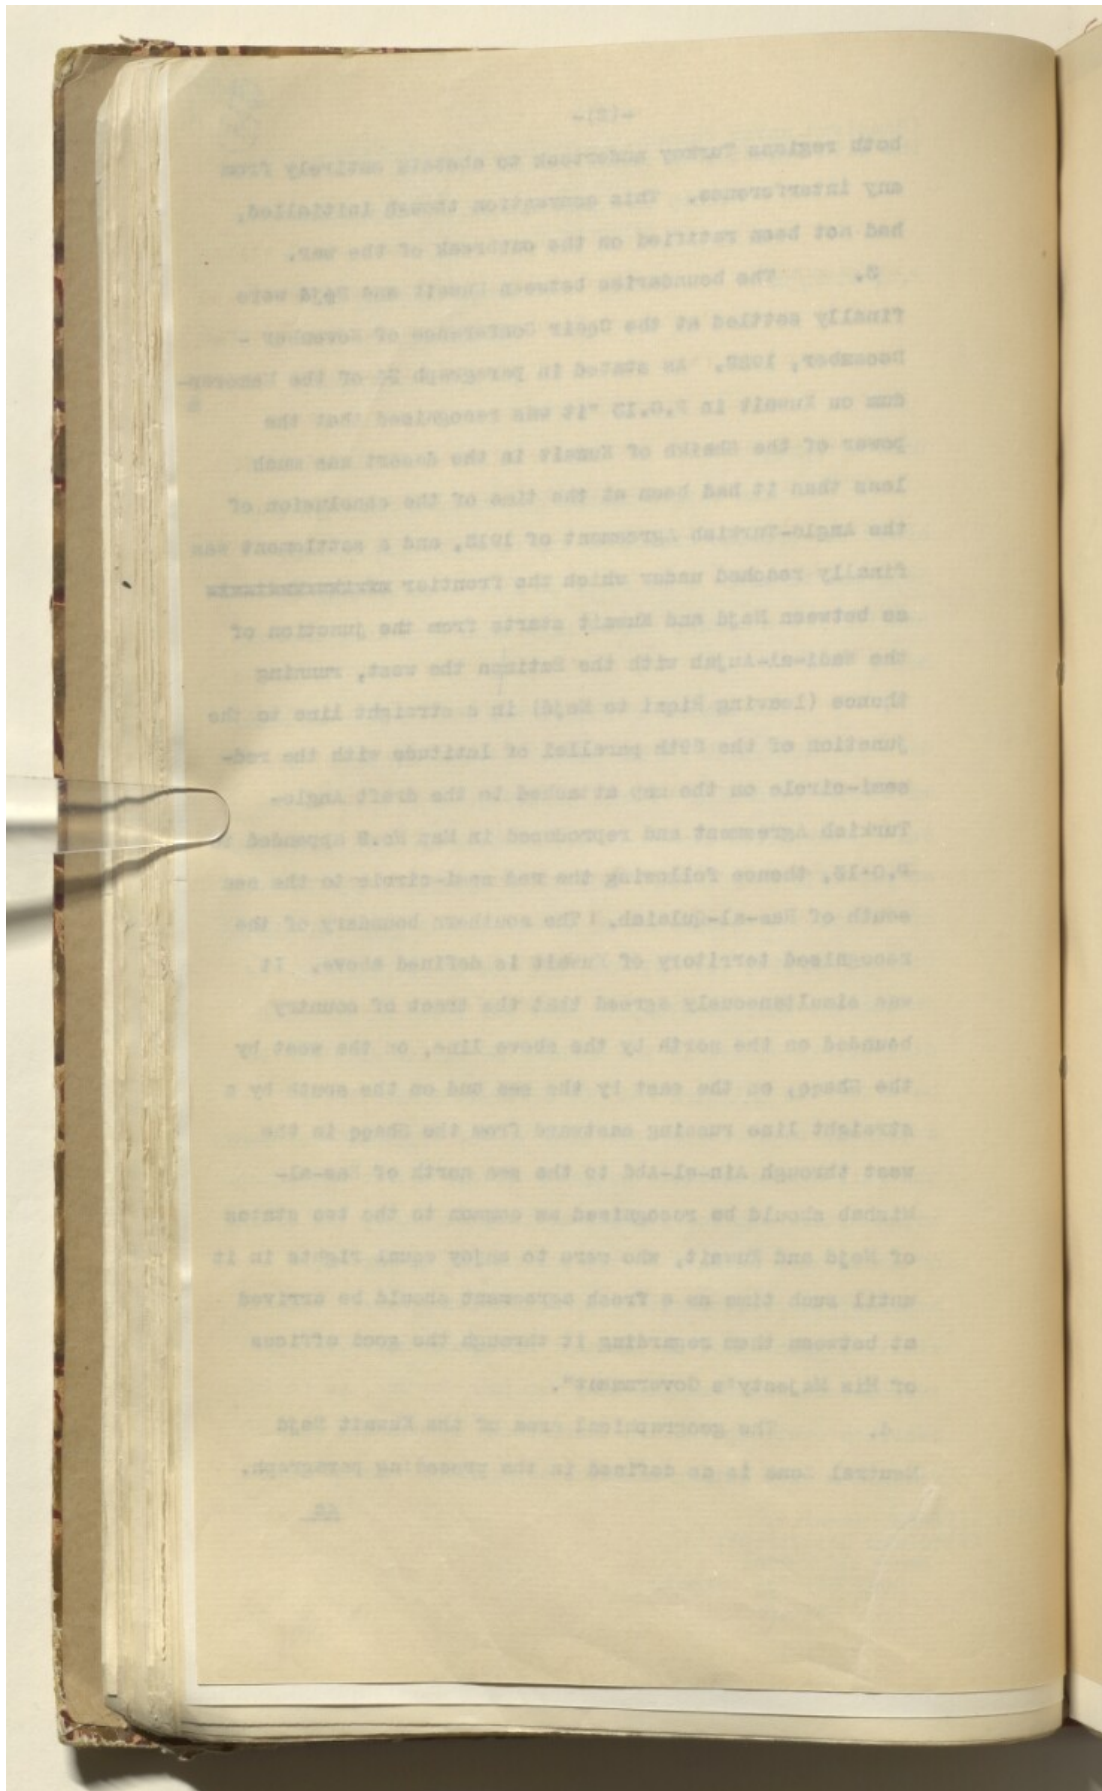 -(2)-
both regions Turkey undertook to abstain entirely from
any interference. This convention though initialled,
had not been ratified on the outbreak of the war.
3. The boundaries between Kuwait and Nejd were
finally settled at the Uqair Conference of November -
December, 1922. As stated in paragraph of the Memoran-
dum on Kuwait in P.G.13 "it was recognised that the
power of the Sheikh of Kuwait in the desert was much
less than it had been at the time of the conclusion of
the Anglo-Turkish Agreement of 1913, and a settlement was
finally reached under which the frontier
as between Nejd and Kuwait starts from the junction of
the Wadi-al-Aujah with the Batin in the west, running
thence (leaving Riqai to Nejd) in a straight line to the
junction of the 29th parallel of latitude with the red-
semi-circle on the map attached to the draft Anglo-
Turkish Agreement and reproduced in Map No.2 appended
P.G.13, thence following the red semi-circle to the sea
south of Ras-al-Qulaiah. The southern boundary of the
recognised territory of Kuwait is defined above. It
was simultaneously agreed that the tract of country
bounded on the north by the above line, on the west by
the Shaqq, on the east by the sea and on the south by a
straight line running eastward from the Shaqq in the
west through Ain-el-Abd to the sea north of Ras-al-
Mishab should be recognised as common to the two states
of Nejd and Kuwait, who were to enjoy equal rights in it
until such time as a fresh agreement should be arrived
at between them regarding it through the good offices
of His Majesty's Government".
4. The geographical area of the Kuwait Nejd
Neutral Zone is as defined in the preceding paragraph.